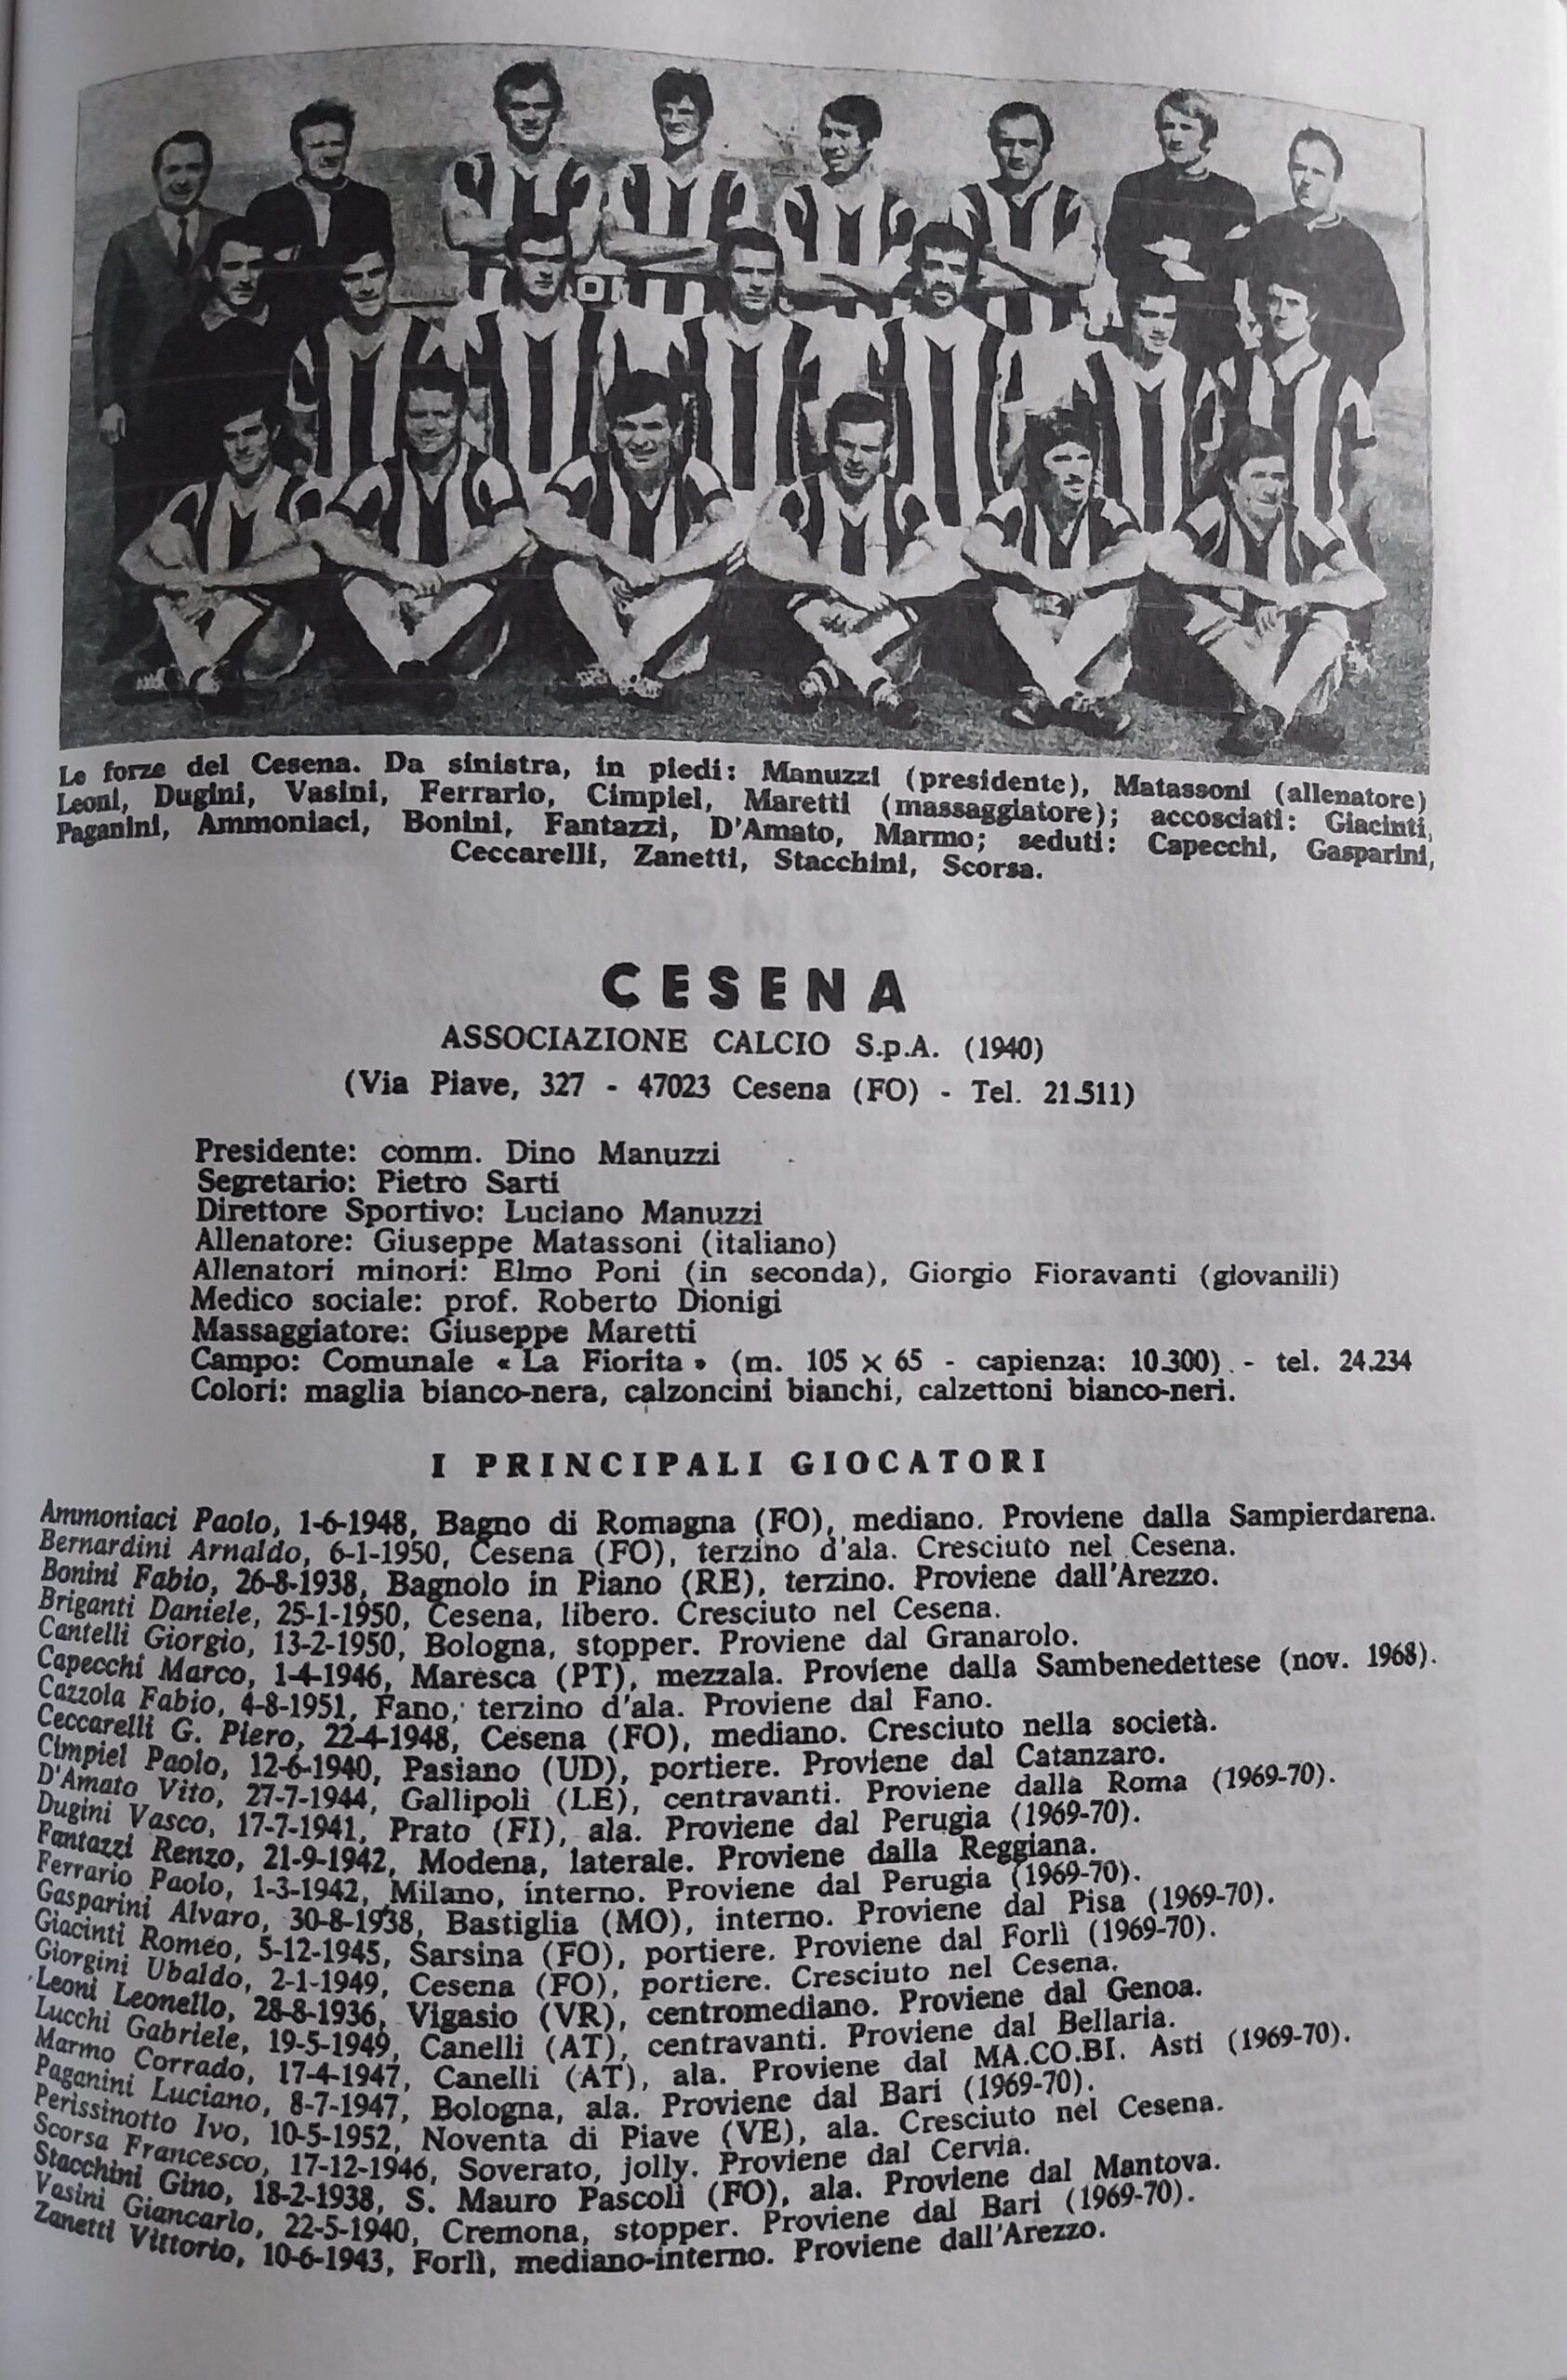 Le forze del Cesena. Da sinistra, in piedi: Manuzzi (presidente), Matassoni (allenatore)
Leoni, Dugini, Vasini, Ferrario, Cimpiel, Maretti (massaggiatore); accosciati: Giacinti,
Paganini, Ammoniaci, Bonini, Fantazzi, D'Amato, Marmo; seduti: Capecchi, Gasparini,
Ceccarelli, Zanetti, Stacchini, Scorsa.
CESENA
ASSOCIAZIONE CALCIO S.p.A. (1940)
(Via Piave, 327 - 47023 Cesena (FO) - Tel. 21.511)
Presidente: comm. Dino Manuzzi
Segretario: Pietro Sarti
Direttore Sportivo: Luciano Manuzzi
Allenatore: Giuseppe Matassoni (italiano)
Allenatori minori: Elmo Poni (in seconda), Giorgio Fioravanti (giovanili)
Medico sociale: prof. Roberto Dionigi
Massaggiatore: Giuseppe Maretti
Campo: Comunale « La Fiorita » (m. 105 × 65 - capienza: 10.300) - tel. 24.234
Colori: maglia bianco-nera, calzoncini bianchi, calzettoni bianco-neri.
I PRINCIPALI GIOCATORI
Ammoniaci Paolo, 1-6-1948, Bagno di Romagna (FO), mediano. Proviene dalla Sampierdarena.
Bernardini Arnaldo, 6-1-1950, Cesena (FO), terzino d'ala. Cresciuto nel Cesena.
Bonini Fabio, 26-8-1938, Bagnolo in Piano (RE), terzino. Proviene dall'Arezzo.
Briganti Daniele, 25-1-1950, Cesena, libero. Cresciuto nel Cesena.
Cantelli Giorgio, 13-2-1950, Bologna, stopper. Proviene dal Granarolo.
Capecchi Marco, 1-4-1946, Maresca (PT), mezzala. Proviene dalla Sambenedettese (nov. 1968).
Cazzola Fabio, 4-8-1951, Fano, terzino d'ala. Proviene dal Fano.
Ceccarelli G. Piero, 22-4-1948, Cesena (FO), mediano. Cresciuto nella società.
Cimpiel Paolo, 12-6-1940, Pasiano (UD), portiere. Proviene dal Catanzaro.
D'Amato Vito, 27-7-1944, Gallipoli (LE), centravanti. Proviene dalla Roma (1969-70).
Dugini Vasco, 17-7-1941, Prato (FI), ala. Proviene dal Perugia (1969-70).
Fantazzi Renzo, 21-9-1942, Modena, laterale. Proviene dalla Reggiana.
Ferrario Paolo, 1-3-1942, Milano, interno. Proviene dal Perugia (1969-70).
Gasparini Alvaro, 30-8-1938, Bastiglia (MO), interno. Proviene dal Pisa (1969-70).
Giacinti Romeo, 5-12-1945, Sarsina (FO), portiere. Proviene dal Forlì (1969-70).
Giorgini Ubaldo, 2-1-1949, Cesena (FO), portiere. Cresciuto nel Cesena.
Leoni Leonello, 28-8-1936, Vigasio (VR), centromediano. Proviene dal Genoa.
Lucchi Gabriele, 19-5-1949, Canelli (AT), centravanti. Proviene dal Bellaria.
Marmo Corrado, 17-4-1947, Canelli (AT), ala. Proviene dal MA.CO.BI. Asti (1969-70).
Paganini Luciano, 8-7-1947, Bologna, ala. Proviene dal Bari (1969-70).
Perissinotto Ivo, 10-5-1952, Noventa di Piave (VE), ala. Cresciuto nel Cesena.
Scorsa Francesco, 17-12-1946, Soverato, jolly. Proviene dal Cervia.
Stacchini Gino, 18-2-1938, S. Mauro Pascoli (FO), ala. Proviene dal Mantova.
Vasini Giancarlo, 22-5-1940, Cremona, stopper. Proviene dal Bari (1969-70).
Zanetti Vittorio, 10-6-1943, Forlì, mediano-interno. Proviene dall'Arezzo.